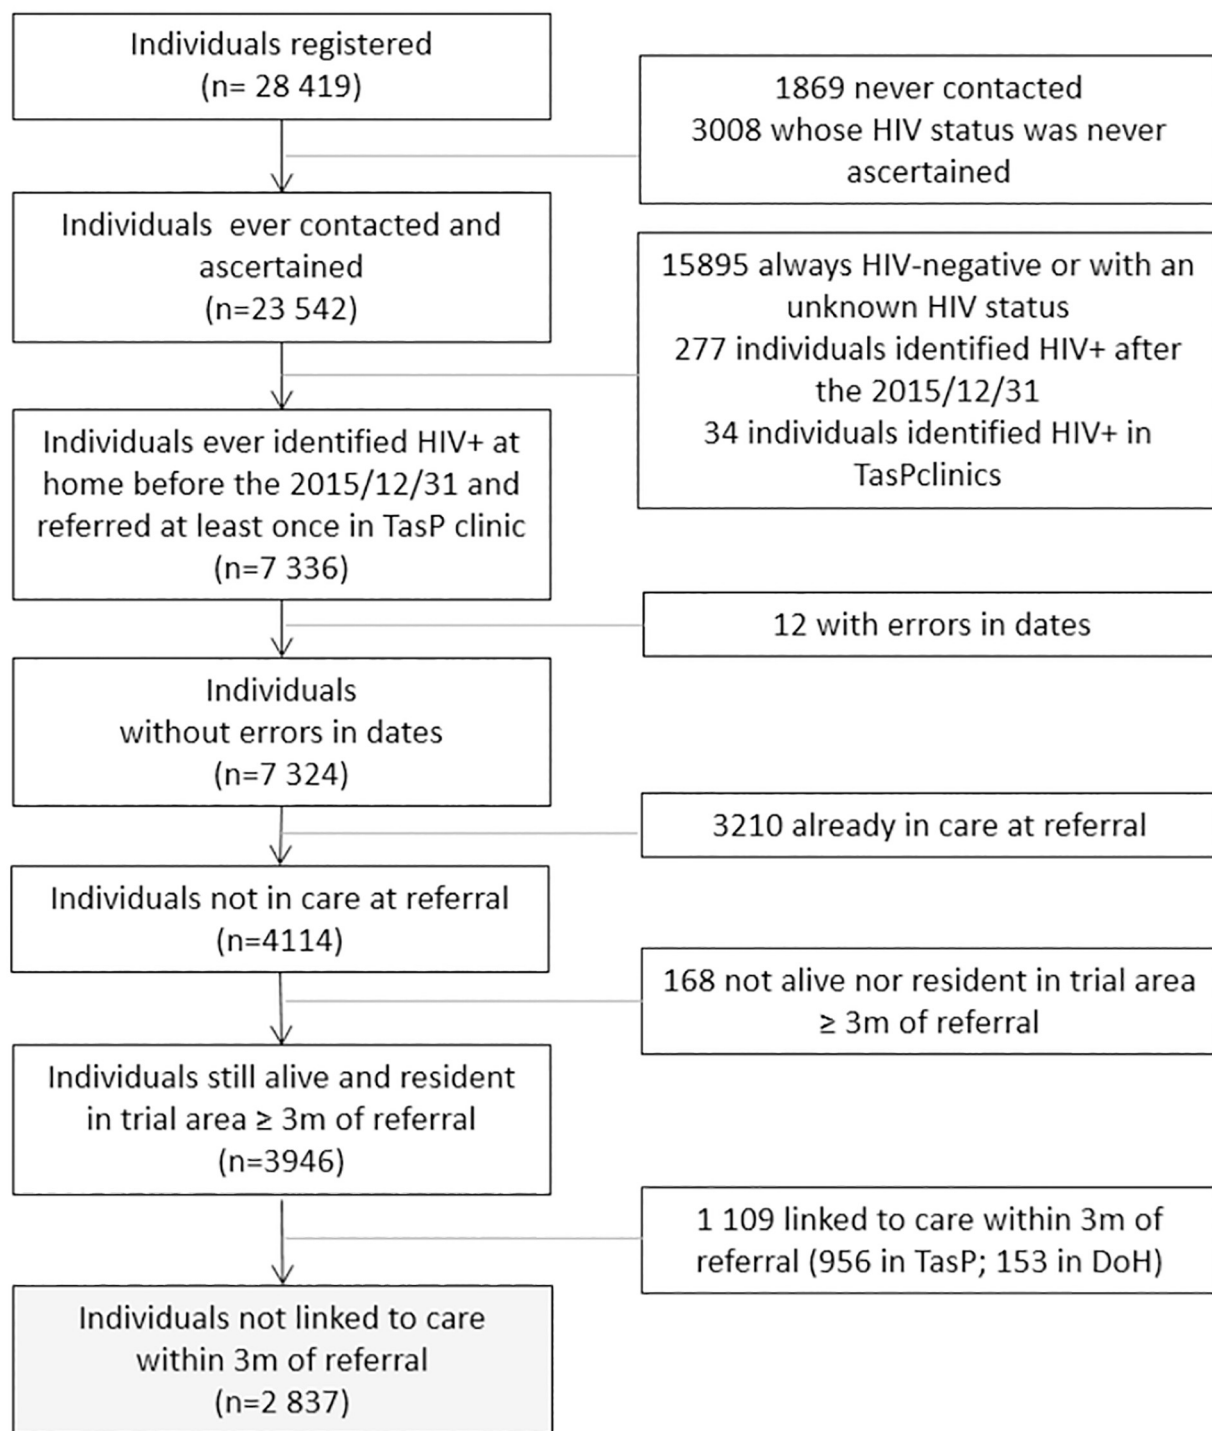 Individuals registered
(n= 28 419)
1869 never contacted
3008 whose HIV status was never
ascertained
Individuals ever contacted and
ascertained
(n=23 542)
15895 always HIV-negative or with an
unknown HIV status
277 individuals identified HIV+ after
the 2015/12/31
34 individuals identified HIV+ in
TasPclinics
Individuals ever identified HIV+ at
home before the 2015/12/31 and
referred at least once in TasP clinic
(n=7 336)
12 with errors in dates
Individuals
without errors in dates
(n=7 324)
3210 already in care at referral
Individuals not in care at referral
(n=4114)
168 not alive nor resident in trial area
≥ 3m of referral
Individuals still alive and resident
in trial area ≥ 3m of referral
(n=3946)
1 109 linked to care within 3m of
referral (956 in TasP; 153 in DoH)
Individuals not linked to care
within 3m of referral
(n=2 837)